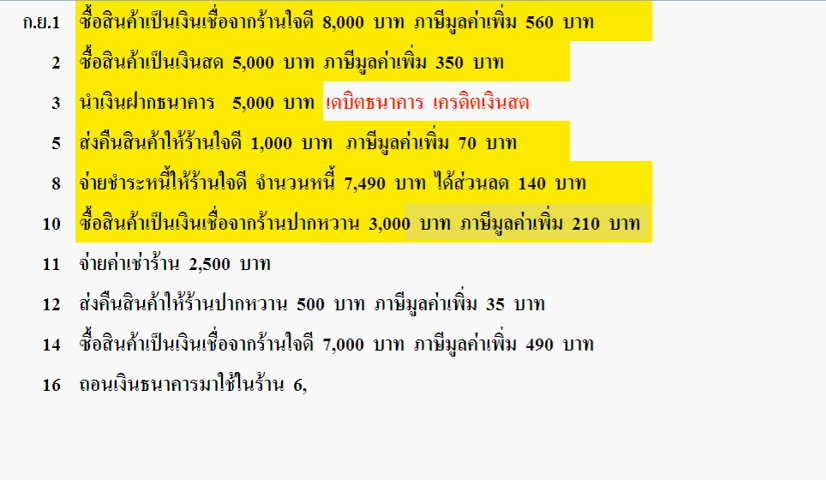 ก.ย.1 ซื้อสินค้าเป็นเงินเชื่อจากร้านใจดี 8,000 บาท ภาษีมูลค่าเพิ่ม 560 บาท
2 ซื้อสินค้าเป็นเงินสด 5,000 บาท ภาษีมูลค่าเพิ่ม 350 บาท
3 นำเงินฝากธนาคาร 5,000 บาท เดบิตธนาคาร เครดิตเงินสด
5 ส่งคืนสินค้าให้ร้านใจดี 1,000 บาท ภาษีมูลค่าเพิ่ม 70 บาท
8 จ่ายชำระหนี้ให้ร้านใจดี จำนวนหนี้ 7,490 บาท ได้ส่วนลด 140 บาท
10 ซื้อสินค้าเป็นเงินเชื่อจากร้านปากหวาน 3,000 บาท ภาษีมูลค่าเพิ่ม 210 บาท
11 จ่ายค่าเช่าร้าน 2,500 บาท
12 ส่งคืนสินค้าให้ร้านปากหวาน 500 บาท ภาษีมูลค่าเพิ่ม 35 บาท
14 ซื้อสินค้าเป็นเงินเชื่อจากร้านใจดี 7,000 บาท ภาษีมูลค่าเพิ่ม 490 บาท
16 ถอนเงินธนาคารมาใช้ในร้าน 6,